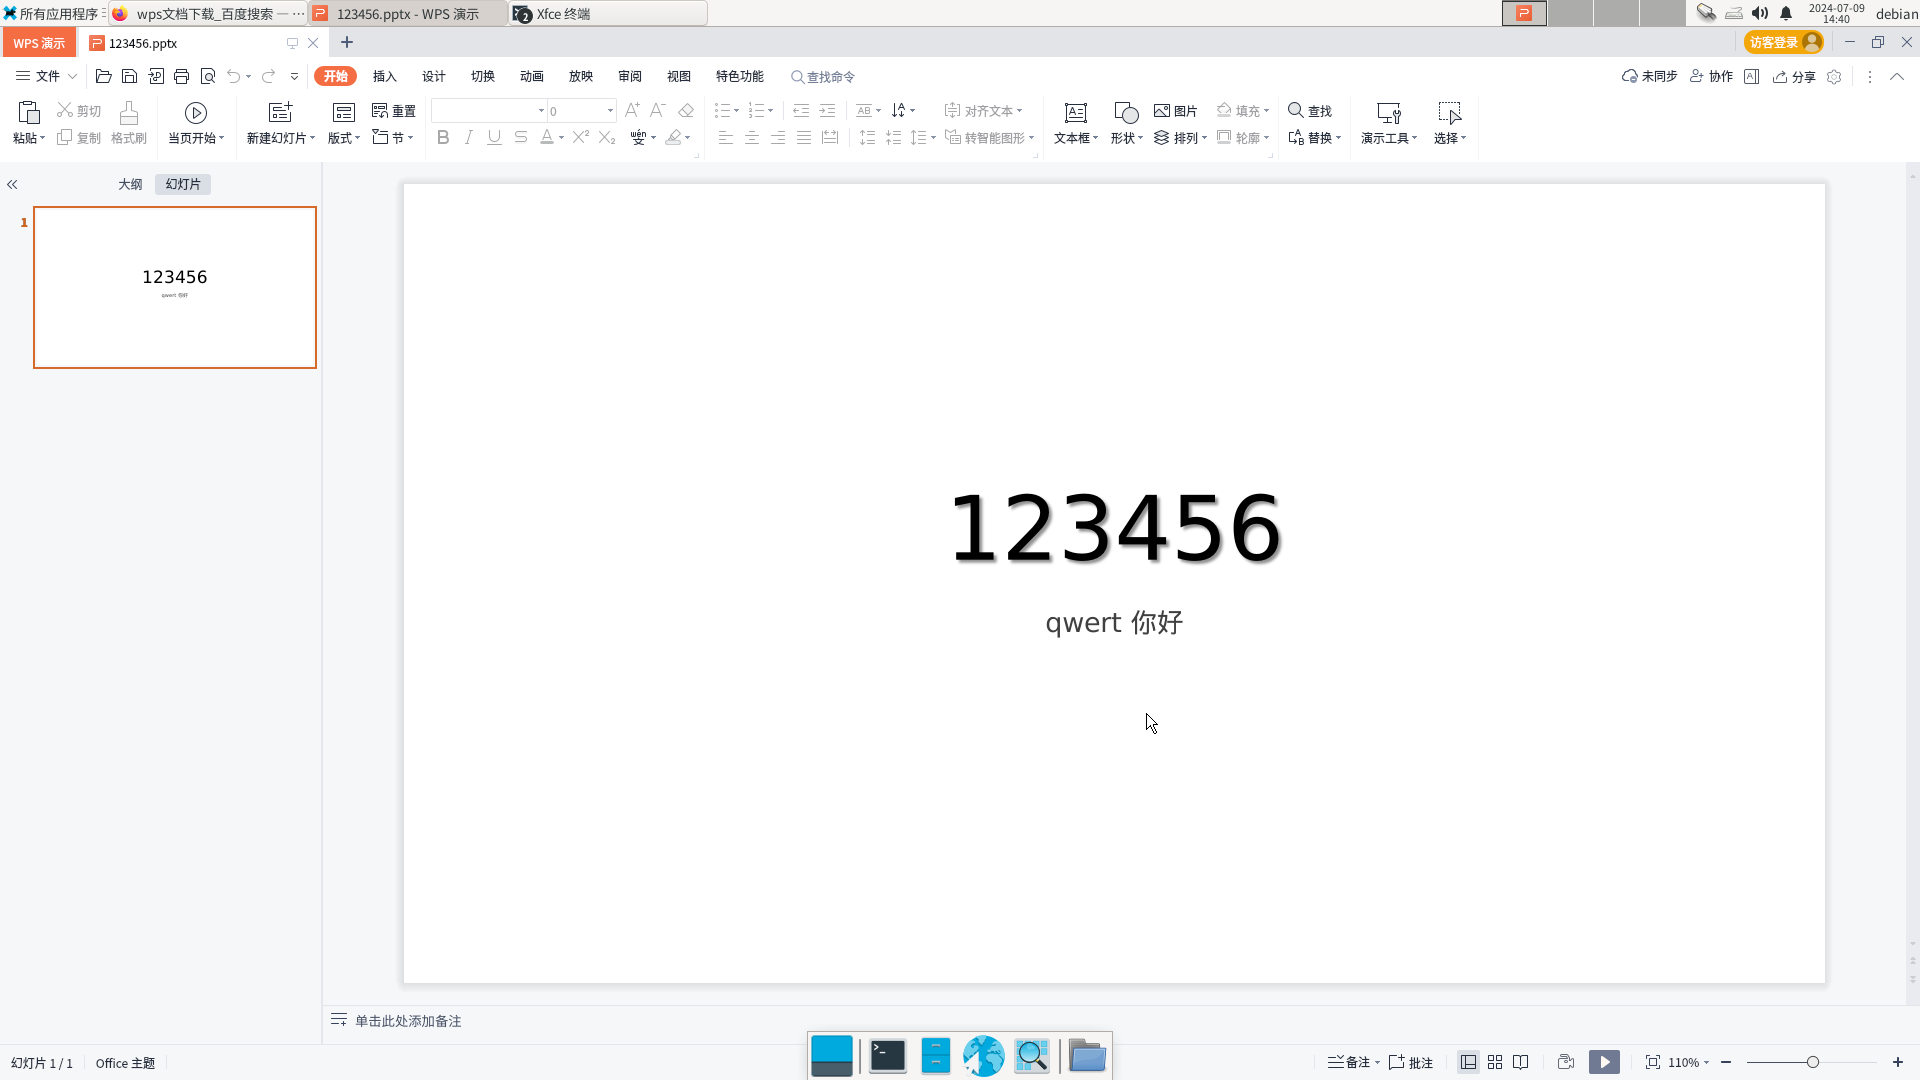 所有应用程序
wps文档下载_百度搜索 — ···
123456.pptx - WPS 演示
2 Xfce 终端
2024-07-09
14:40
debian
WPS 演示
123456.pptx
访客登录
文件
开始
插入
设计
切换
动画
放映
审阅
视图
特色功能
查找命令
未同步
协作
分享
粘贴
剪切
复制
格式刷
当页开始
新建幻灯片
版式
重置
节
0
对齐文本
转智能图形
文本框
形状
图片
排列
填充
轮廓
查找
替换
演示工具
选择
大纲
幻灯片
1
123456
qwert 你好
123456
qwert 你好
单击此处添加备注
幻灯片 1 / 1
Office 主题
备注
批注
110%